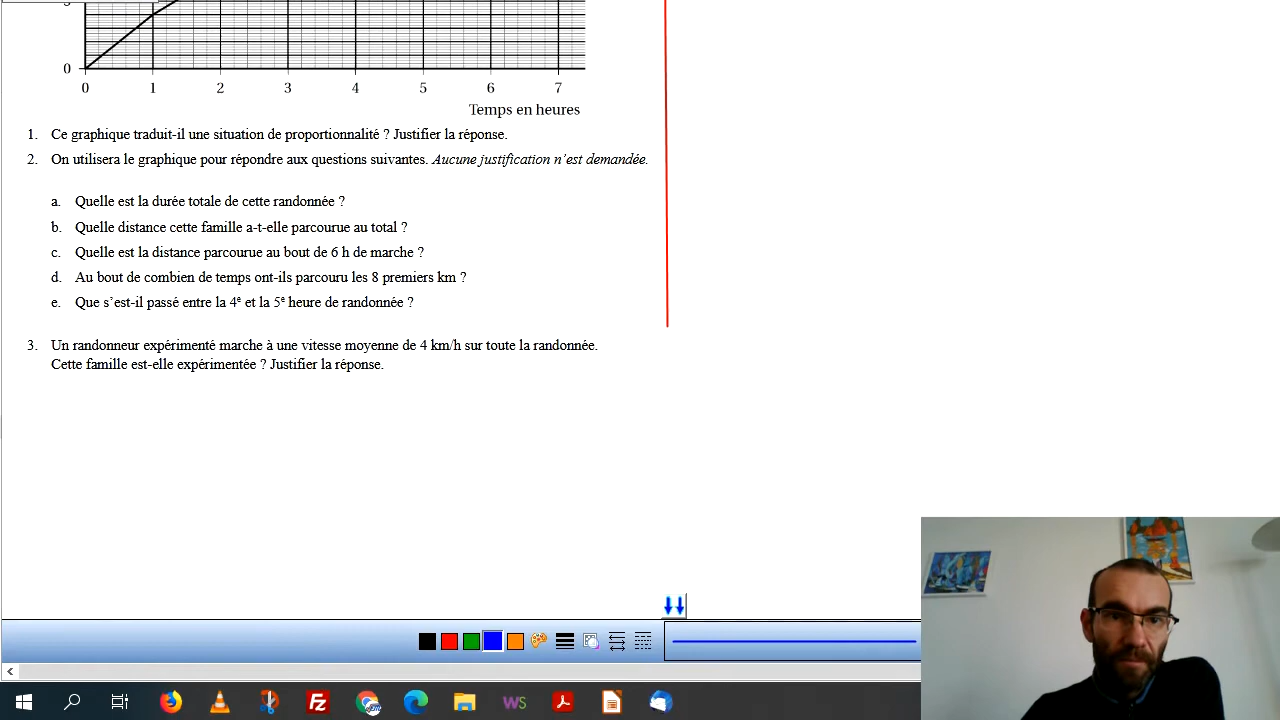 0
0 1 2 3 4 5 6 7
Temps en heures
1. Ce graphique traduit-il une situation de proportionnalité ? Justifier la réponse.
2. On utilisera le graphique pour répondre aux questions suivantes. Aucune justification n'est demandée.
a. Quelle est la durée totale de cette randonnée ?
b. Quelle distance cette famille a-t-elle parcourue au total ?
c. Quelle est la distance parcourue au bout de 6 h de marche ?
d. Au bout de combien de temps ont-ils parcouru les 8 premiers km ?
e. Que s'est-il passé entre la 4e et la 5e heure de randonnée ?
3. Un randonneur expérimenté marche à une vitesse moyenne de 4 km/h sur toute la randonnée.
Cette famille est-elle expérimentée ? Justifier la réponse.
Fz WS